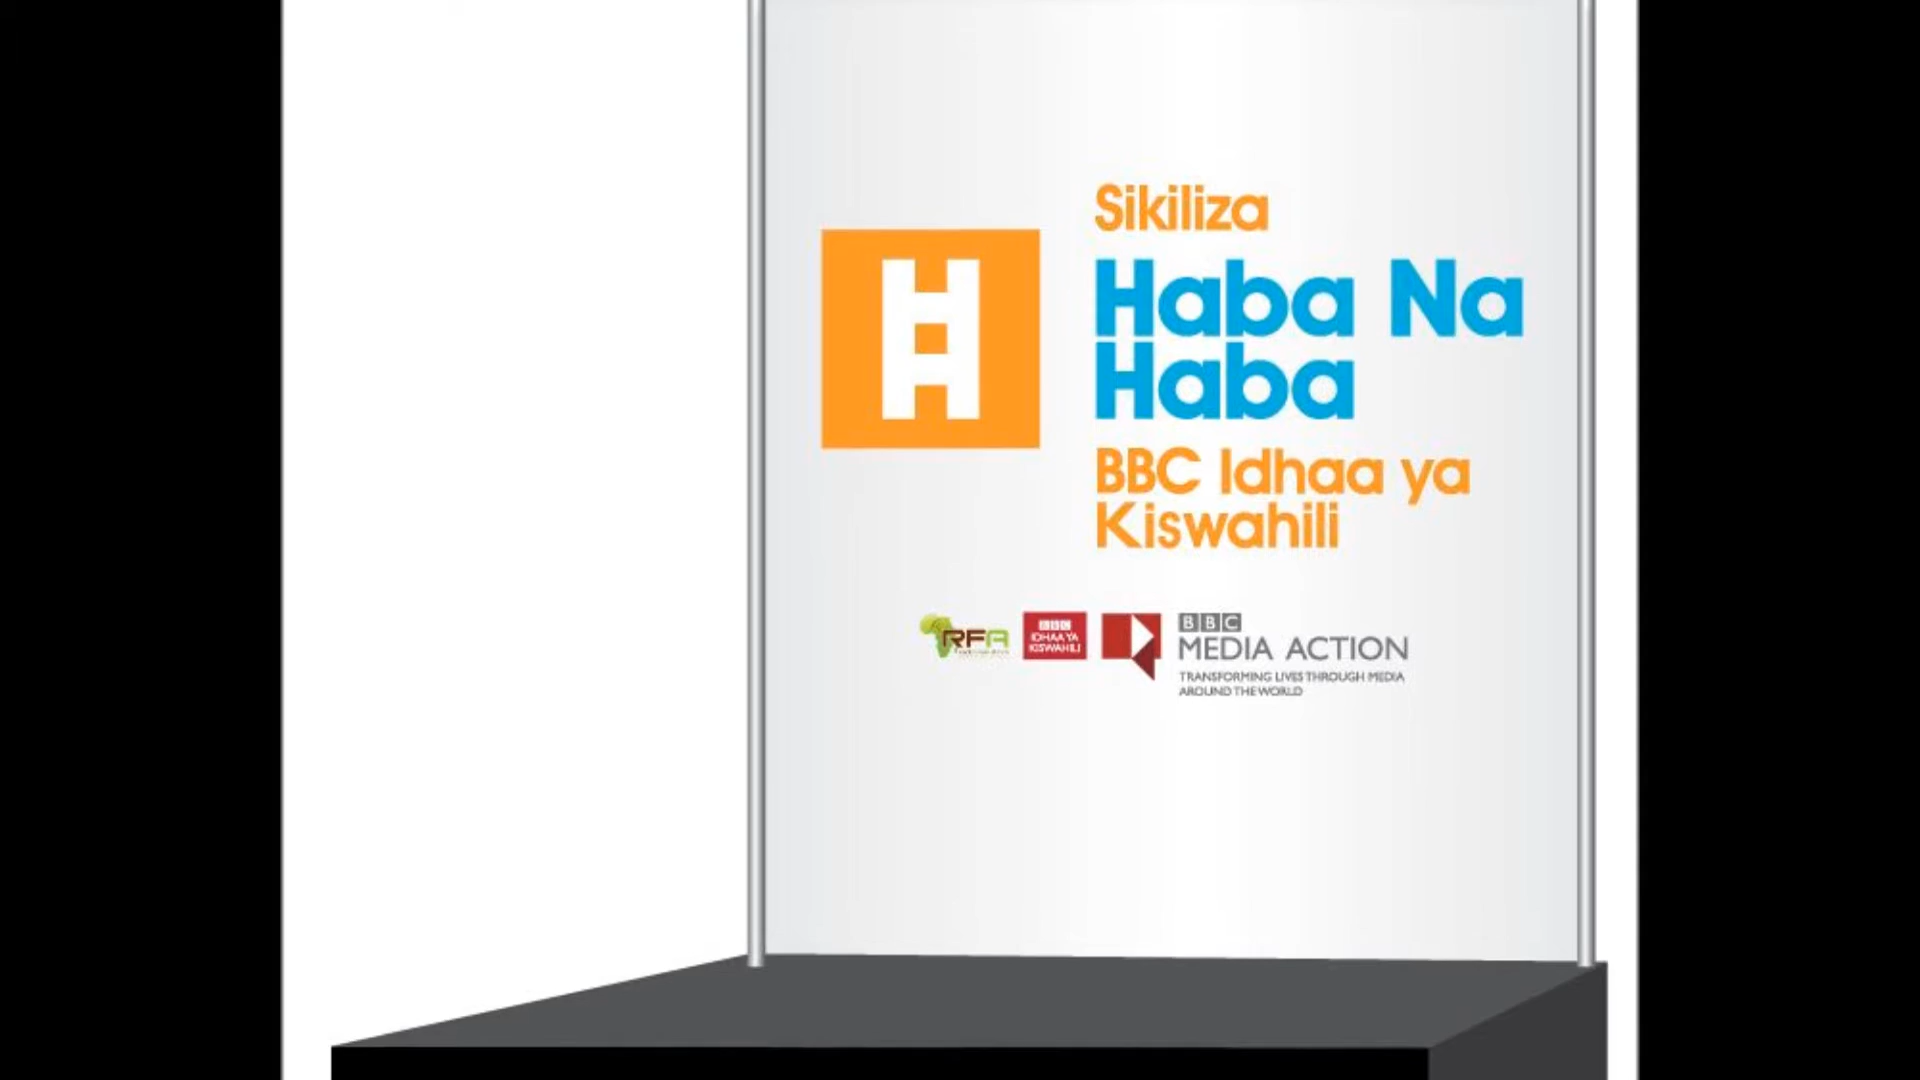 Sikiliza
H
Haba Na
Haba
BBC Idhaa ya
Kiswahili
RFA
BBC
IDHAA YA
KISWAHILI
BBC
MEDIA ACTION
TRANSFORMING LIVES THROUGH MEDIA
AROUND THE WORLD